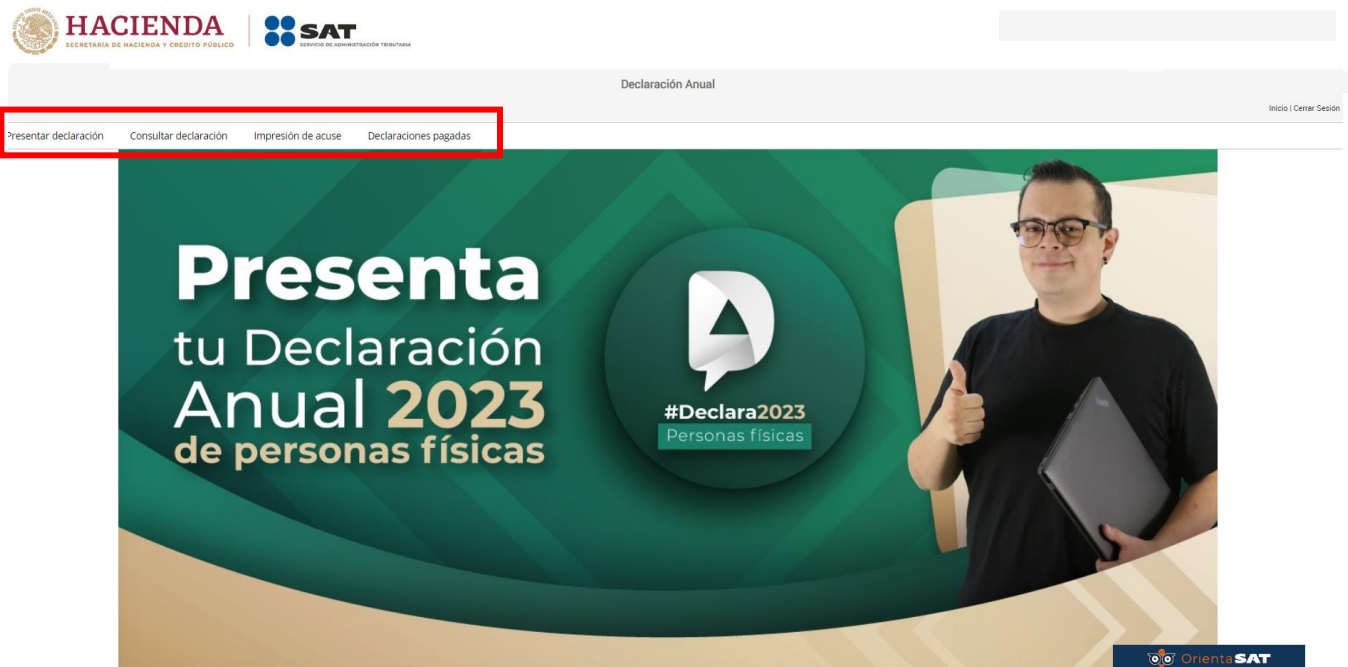 HACIENDA
SECRETARÍA DE HACIENDA Y CRÉDITO PÚBLICO
SAT
SERVICIO DE ADMINISTRACIÓN TRIBUTARIA
Declaración Anual
Inicio | Cerrar Sesión
Presentar declaración Consultar declaración Impresión de acuse Declaraciones pagadas
Presenta
tu Declaración
Anual 2023
de personas físicas
#Declara2023
Personas físicas
OrientaSAT